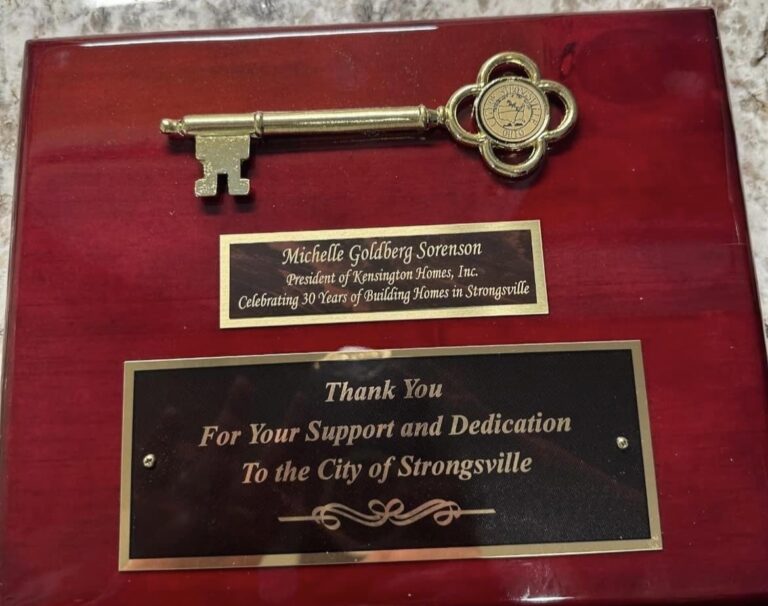 OHIO
Michelle Goldberg Sorenson
President of Kensington Homes, Inc.
Celebrating 30 Years of Building Homes in Strongsville
Thank You
For Your Support and Dedication
To the City of Strongsville